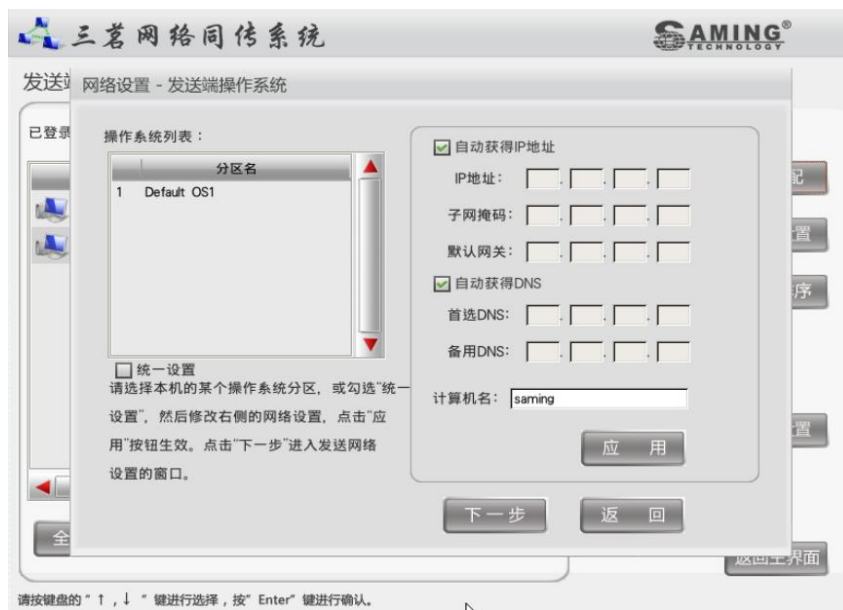 三茗网络同传系统
SAMING®
TECHNOLOGY
发送
网络设置 - 发送端操作系统
已登录
操作系统列表：
分区名
1 Default OS1
统一设置
请选择本机的某个操作系统分区，或勾选"统一
设置"，然后修改右侧的网络设置，点击"应
用"按钮生效。点击"下一步"进入发送网络
设置的窗口。
自动获得IP地址
IP地址：
子网掩码：
默认网关：
自动获得DNS
首选DNS：
备用DNS：
计算机名： saming
应 用
下一步
返 回
配
置
序
置
全
返回主界面
请按键盘的"↑，↓ "键进行选择，按"Enter"键进行确认。